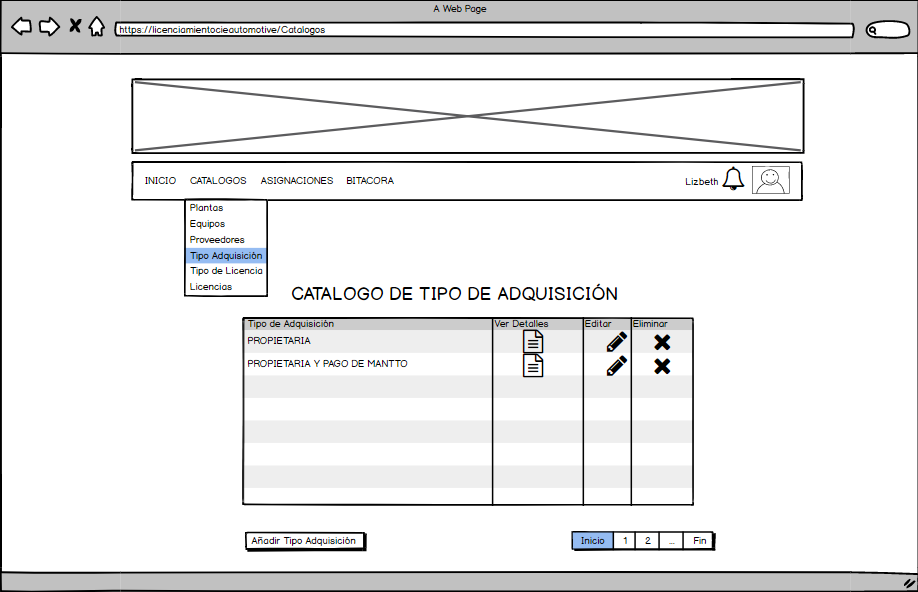 A Web Page
https://licenciamientocieautomotive/Catalogos
INICIO CATALOGOS ASIGNACIONES BITACORA Lizbeth
Plantas
Equipos
Proveedores
Tipo Adquisición
Tipo de Licencia
Licencias
CATALOGO DE TIPO DE ADQUISICIÓN
Tipo de Adquisición Ver Detalles Editar Eliminar
PROPIETARIA
PROPIETARIA Y PAGO DE MANTTO
Añadir Tipo Adquisición Inicio 1 2 ... Fin